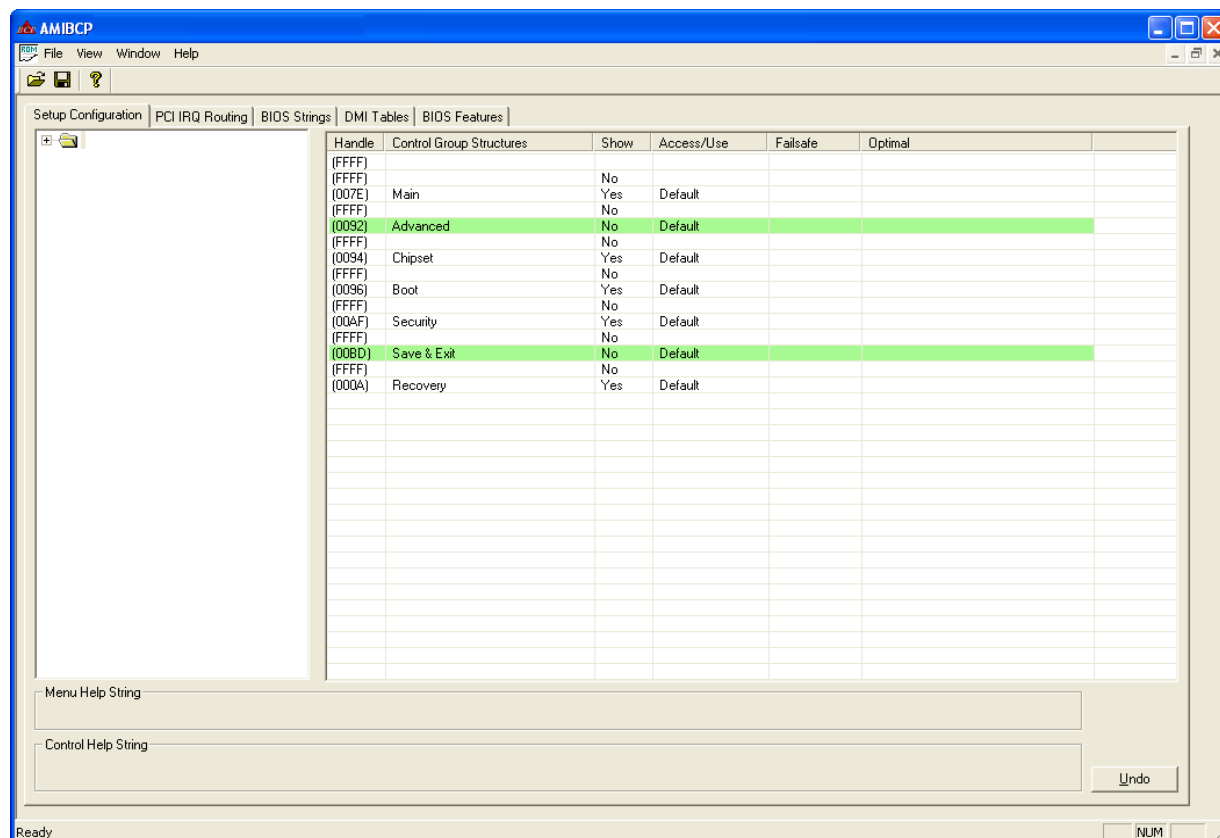 AMIBCP
File View Window Help
Setup Configuration PCI IRQ Routing BIOS Strings DMI Tables BIOS Features
Handle Control Group Structures Show Access/Use Failsafe Optimal
(FFFF)
(FFFF) No
(007E) Main Yes Default
(FFFF) No
(0092) Advanced No Default
(FFFF) No
(0094) Chipset Yes Default
(FFFF) No
(0096) Boot Yes Default
(FFFF) No
(00AF) Security Yes Default
(FFFF) No
(00BD) Save & Exit No Default
(FFFF) No
(000A) Recovery Yes Default
Menu Help String
Control Help String
Undo
Ready NUM